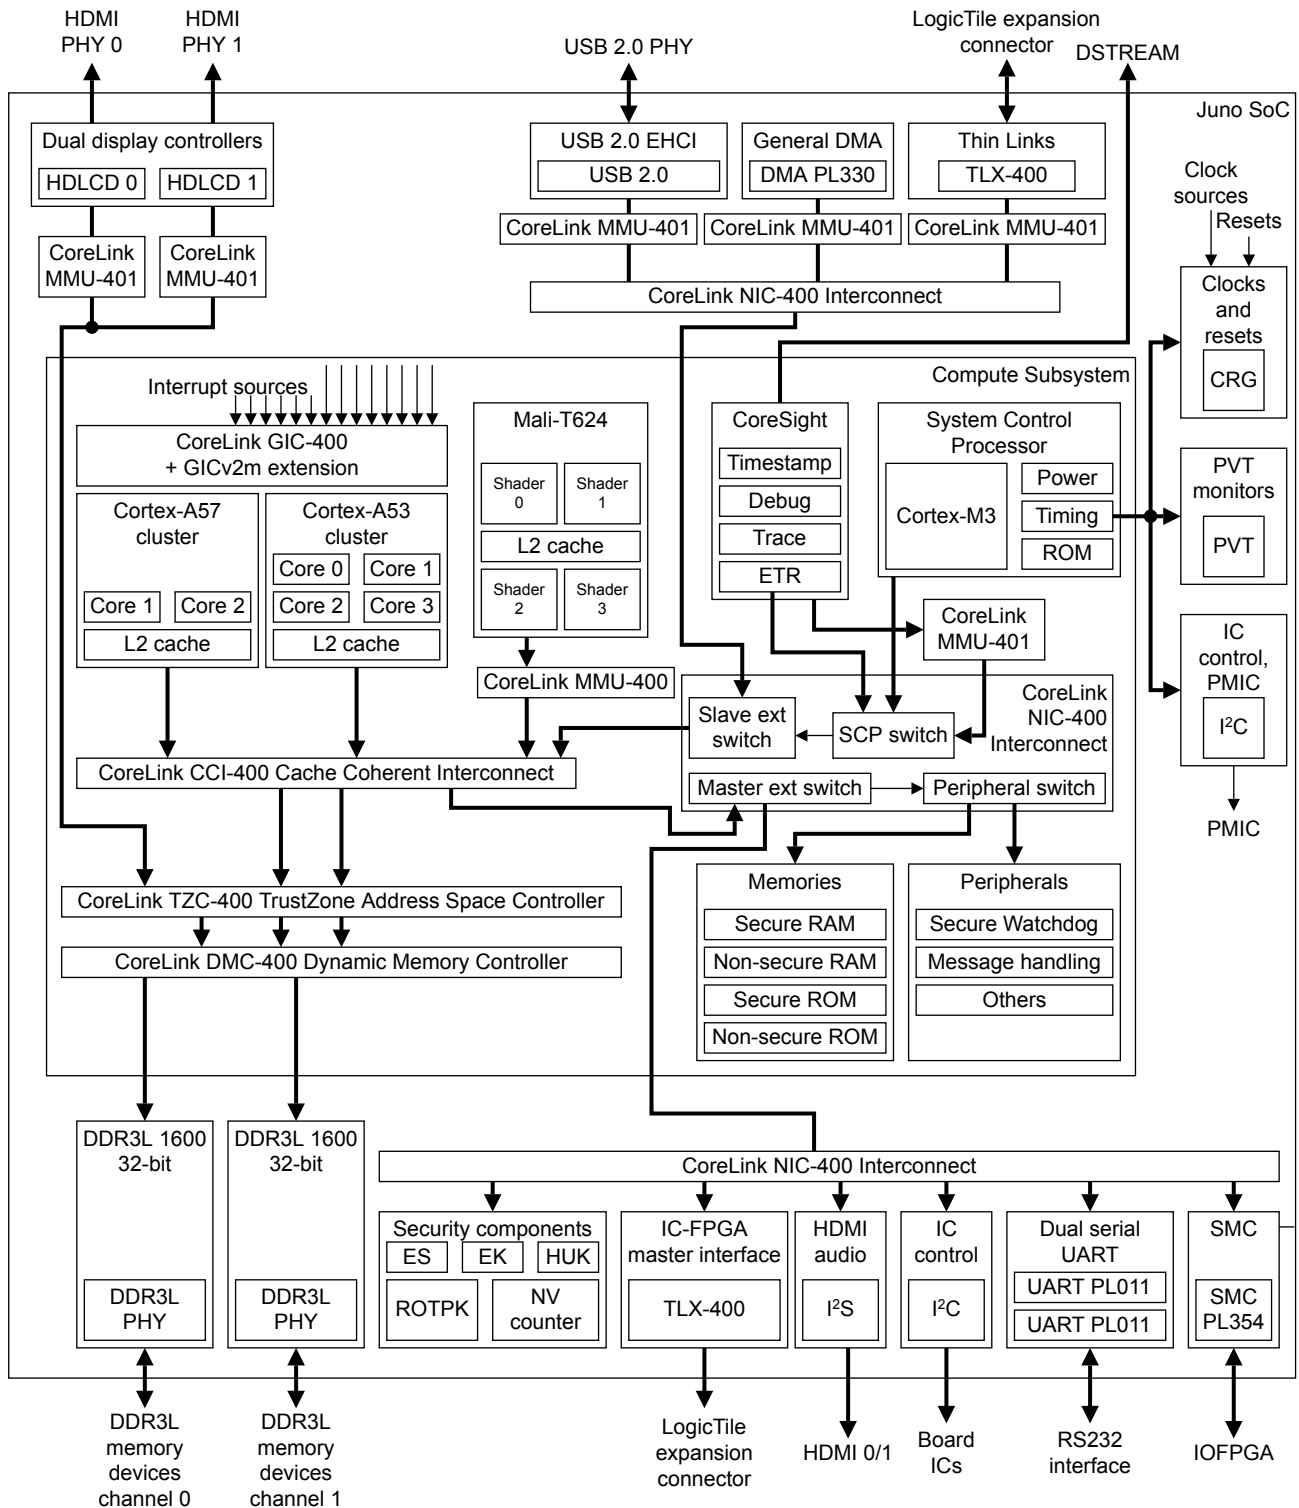 HDMI
PHY 0
HDMI
PHY 1
USB 2.0 PHY
LogicTile expansion
connector
DSTREAM
Juno SoC
Dual display controllers
HDLCD 0
HDLCD 1
USB 2.0 EHCI
USB 2.0
General DMA
DMA PL330
Thin Links
TLX-400
Clock
sources
Resets
CoreLink
MMU-401
CoreLink
MMU-401
CoreLink MMU-401
CoreLink MMU-401
CoreLink MMU-401
CoreLink NIC-400 Interconnect
Clocks
and
resets
CRG
Compute Subsystem
Interrupt sources
CoreLink GIC-400
+ GICv2m extension
Mali-T624
Shader
0
Shader
1
L2 cache
Shader
2
Shader
3
CoreSight
Timestamp
Debug
Trace
ETR
System Control
Processor
Cortex-M3
Power
Timing
ROM
PVT
monitors
PVT
Cortex-A57
cluster
Core 1
Core 2
L2 cache
Cortex-A53
cluster
Core 0
Core 1
Core 2
Core 3
L2 cache
CoreLink
MMU-401
IC
control,
PMIC
I²C
PMIC
CoreLink MMU-400
CoreLink
NIC-400
Interconnect
Slave ext
switch
SCP switch
CoreLink CCI-400 Cache Coherent Interconnect
Master ext switch
Peripheral switch
CoreLink TZC-400 TrustZone Address Space Controller
CoreLink DMC-400 Dynamic Memory Controller
Memories
Secure RAM
Non-secure RAM
Secure ROM
Non-secure ROM
Peripherals
Secure Watchdog
Message handling
Others
DDR3L 1600
32-bit
DDR3L
PHY
DDR3L 1600
32-bit
DDR3L
PHY
CoreLink NIC-400 Interconnect
Security components
ES
EK
HUK
ROTPK
NV
counter
IC-FPGA
master interface
TLX-400
HDMI
audio
I²S
IC
control
I²C
Dual serial
UART
UART PL011
UART PL011
SMC
SMC
PL354
DDR3L
memory
devices
channel 0
DDR3L
memory
devices
channel 1
LogicTile
expansion
connector
HDMI 0/1
Board
ICs
RS232
interface
IOFPGA